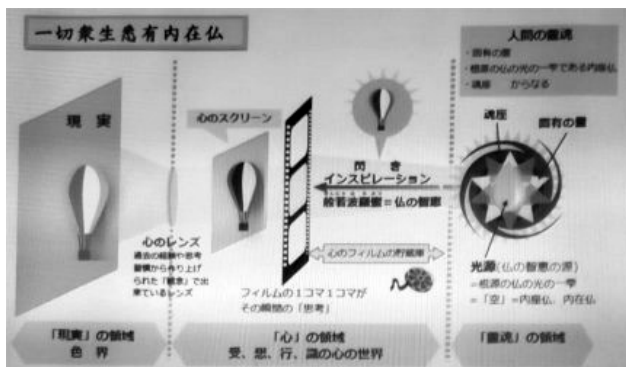 一切衆生悉有内在仏
人間の靈魂
・固有の靈
・根源の仏の光の一雫である内座仏
・魂座 からなる
現 実
心のスクリーン
閃 き
インスピレーション
般若波羅蜜=仏の智恵
魂座
固有の靈
心のレンズ
過去の経験や思考
習慣から作り上げ
られた「観念」で出
来ているレンズ
心のフィルムの貯蔵庫
フィルムの1コマ1コマが
その瞬間の「思考」
光源(仏の智恵の源)
=根源の仏の光の一雫
=「空」=内座仏、内在仏
「現実」の領域
色 界
「心」の領域
受、想、行、識の心の世界
「靈魂」の領域